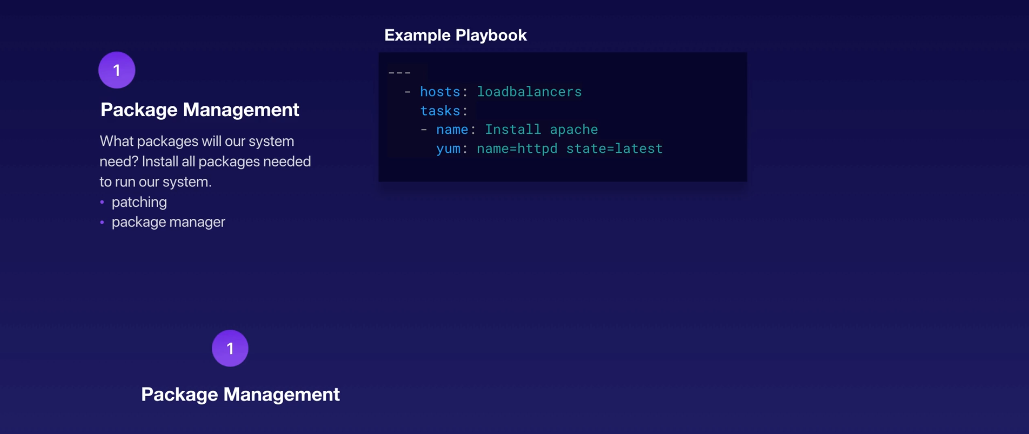 Example Playbook
1
Package Management
What packages will our system
need? Install all packages needed
to run our system.
• patching
• package manager
---
- hosts: loadbalancers
tasks:
- name: Install apache
yum: name=httpd state=latest
1
Package Management